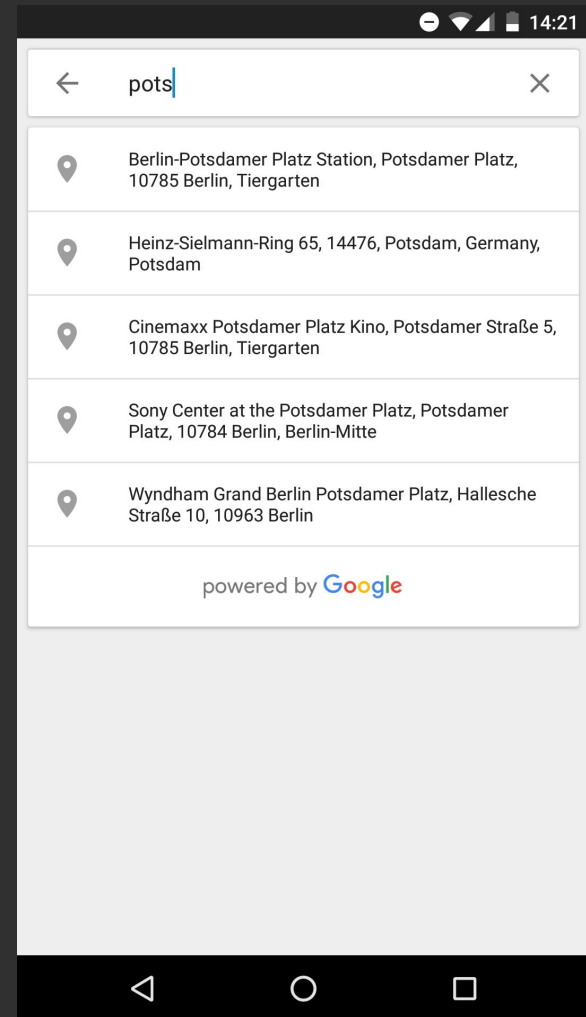 14:21
pots
Berlin-Potsdamer Platz Station, Potsdamer Platz,
10785 Berlin, Tiergarten
Heinz-Sielmann-Ring 65, 14476, Potsdam, Germany,
Potsdam
Cinemaxx Potsdamer Platz Kino, Potsdamer Straße 5,
10785 Berlin, Tiergarten
Sony Center at the Potsdamer Platz, Potsdamer
Platz, 10784 Berlin, Berlin-Mitte
Wyndham Grand Berlin Potsdamer Platz, Hallesche
Straße 10, 10963 Berlin
powered by Google